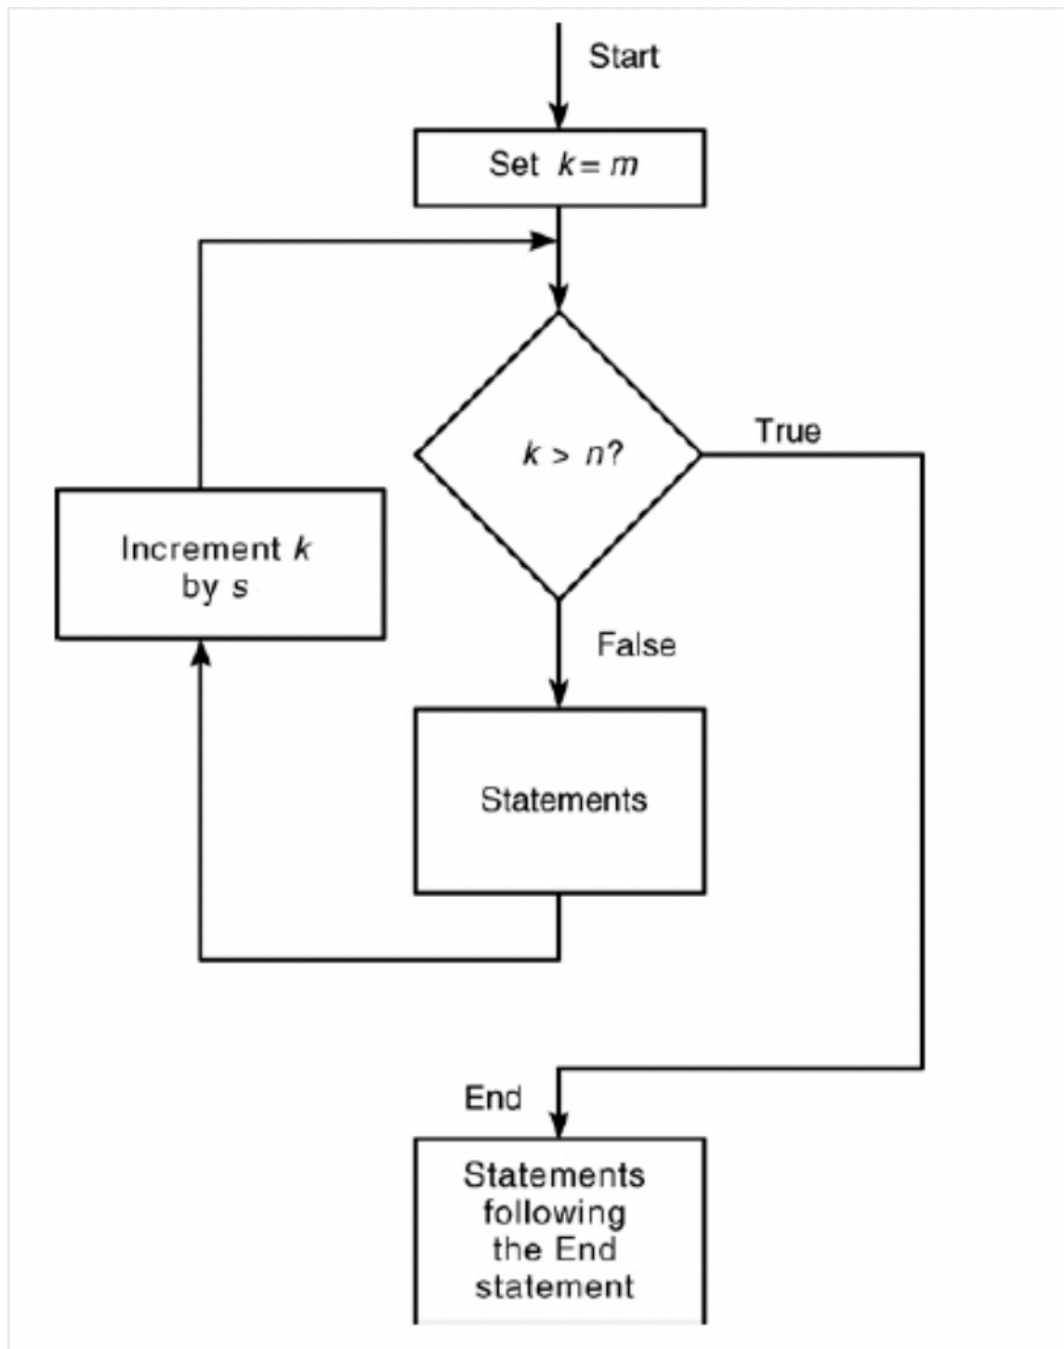 Start
Set k = m
k > n?
True
Increment k
by s
False
Statements
End
Statements
following
the End
statement